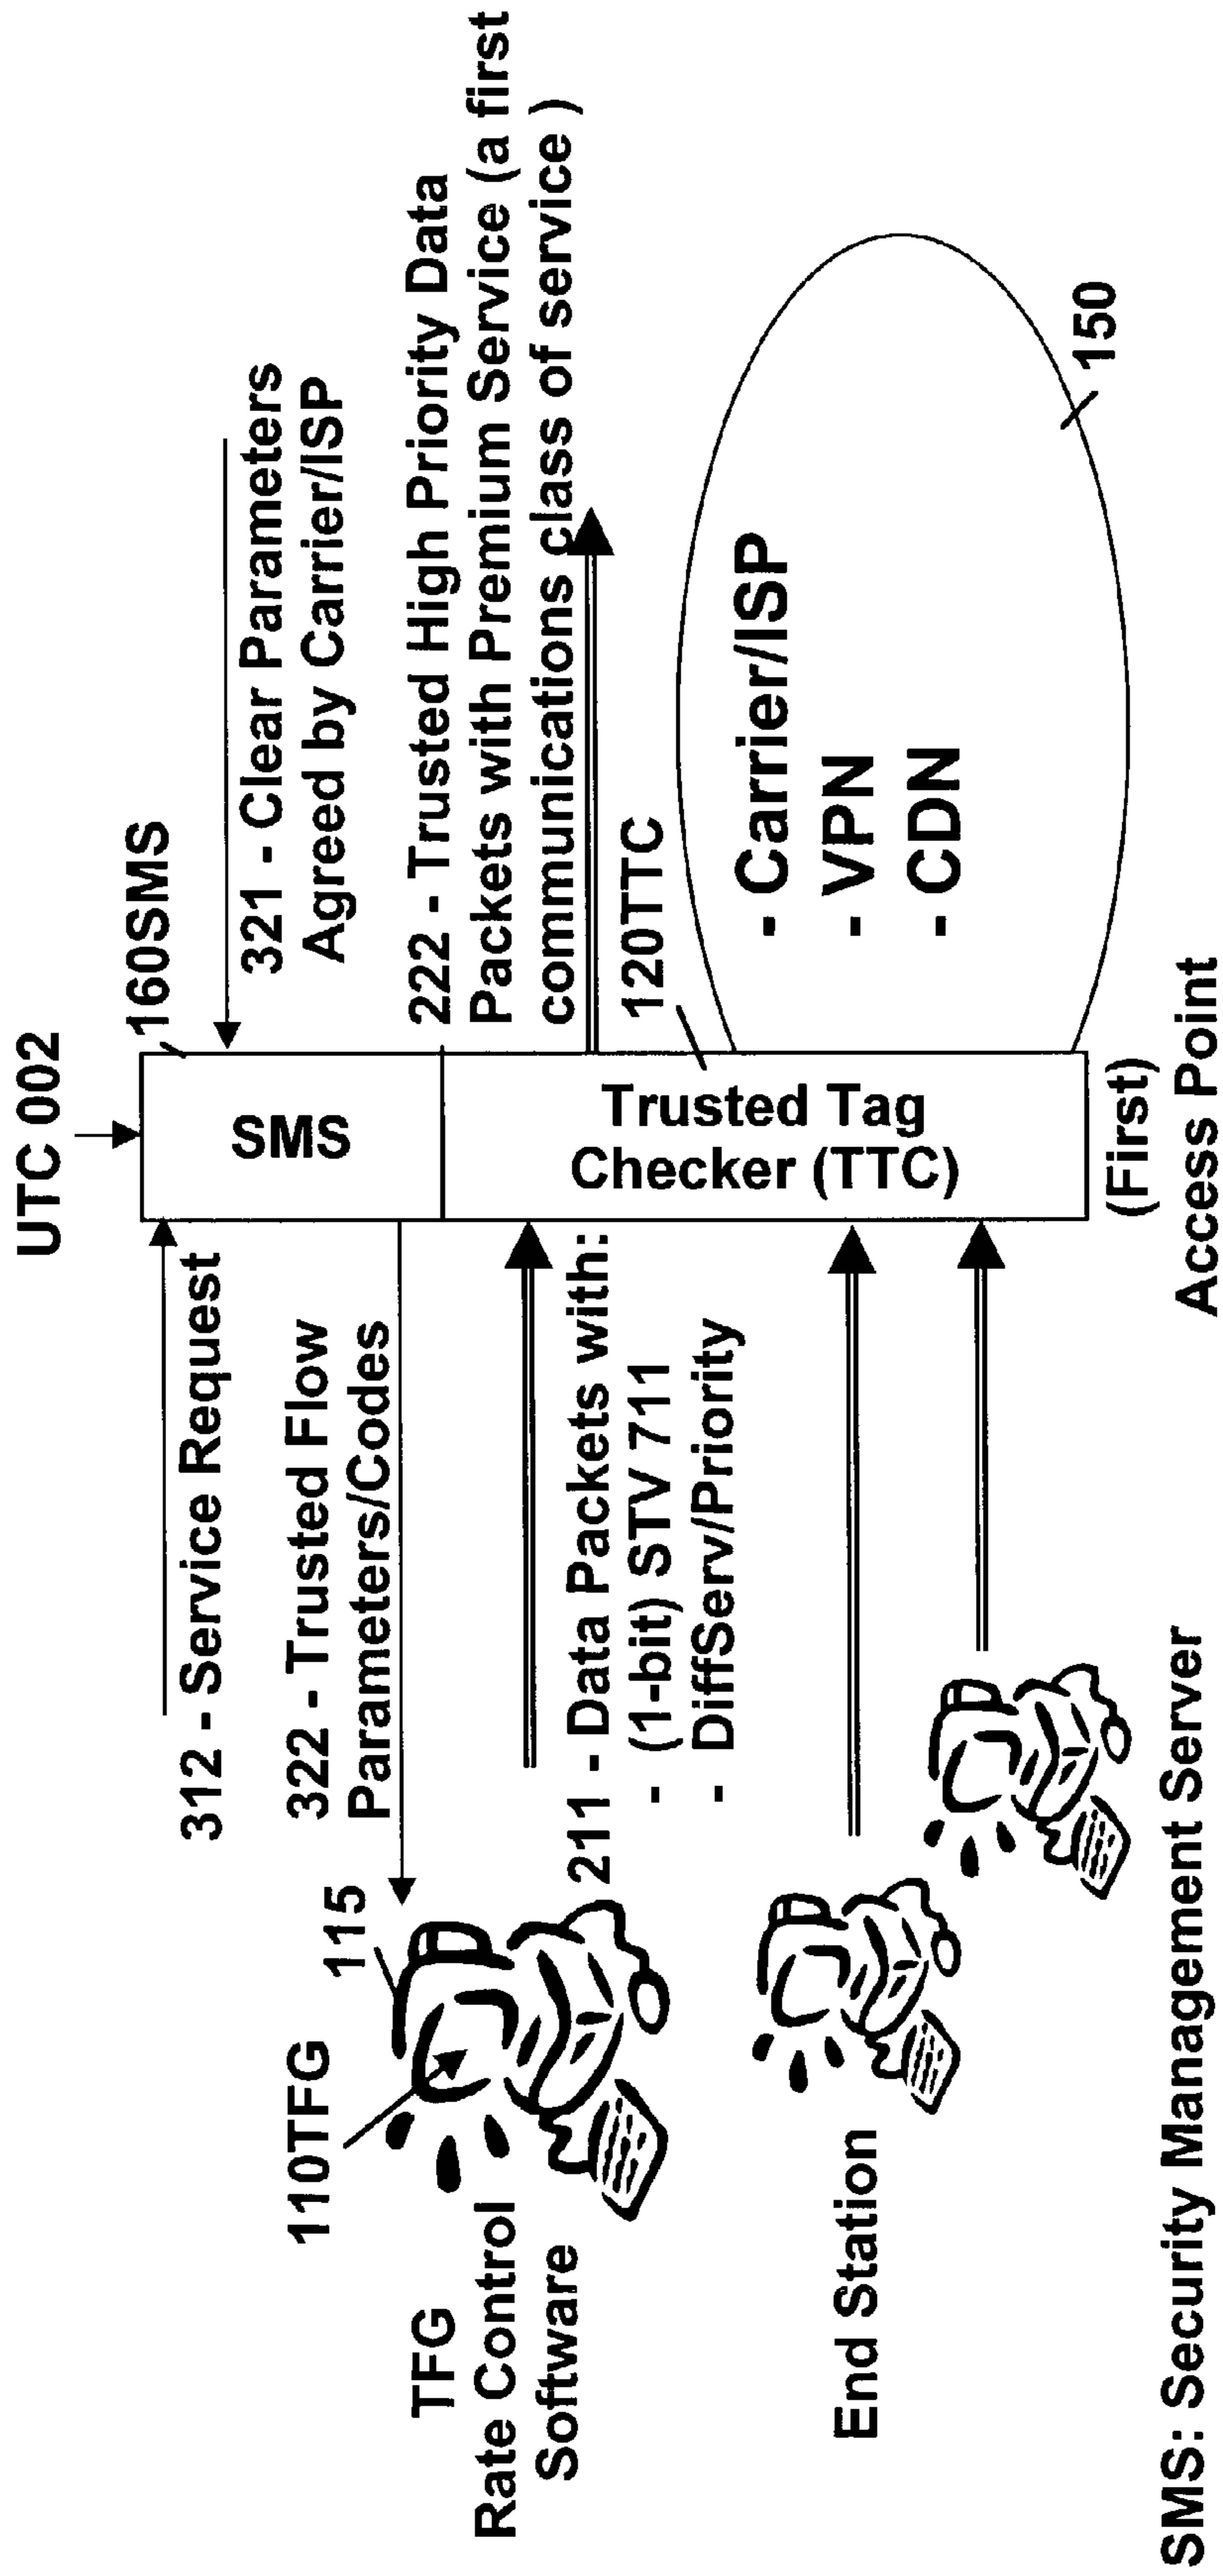 UTC 002
160SMS
312 - Service Request
SMS
321 - Clear Parameters
Agreed by Carrier/ISP
322 - Trusted Flow
Parameters/Codes
115
110TFG
222 - Trusted High Priority Data
Packets with Premium Service (a first
communications class of service )
TFG
Rate Control
Software
211 - Data Packets with:
- (1-bit) STV 711
- DiffServ/Priority
Trusted Tag
Checker (TTC)
120TTC
- Carrier/ISP
- VPN
- CDN
150
End Station
(First)
Access Point
SMS: Security Management Server